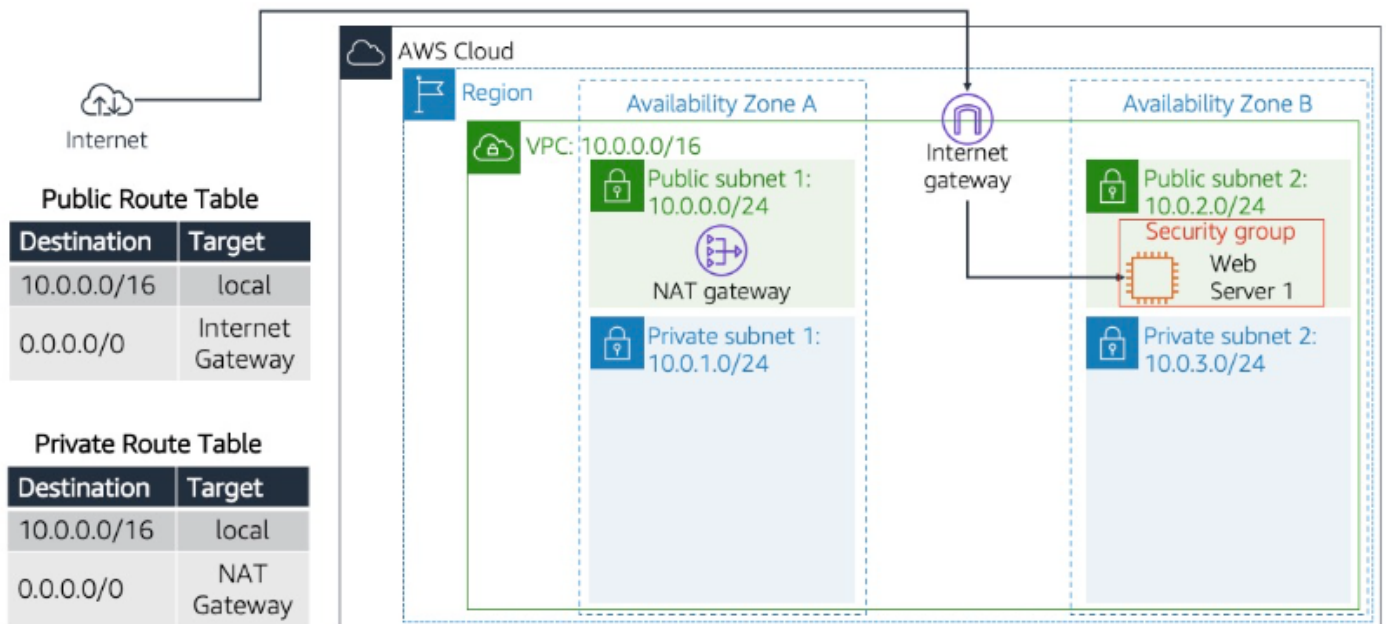 AWS Cloud
Region
Availability Zone A
Availability Zone B
Internet
VPC: 10.0.0.0/16
Internet
gateway
Public subnet 1:
10.0.0.0/24
NAT gateway
Public subnet 2:
10.0.2.0/24
Security group
Web
Server 1
Private subnet 1:
10.0.1.0/24
Private subnet 2:
10.0.3.0/24
Public Route Table
Destination Target
10.0.0.0/16 local
0.0.0.0/0 Internet
Gateway
Private Route Table
Destination Target
10.0.0.0/16 local
0.0.0.0/0 NAT
Gateway